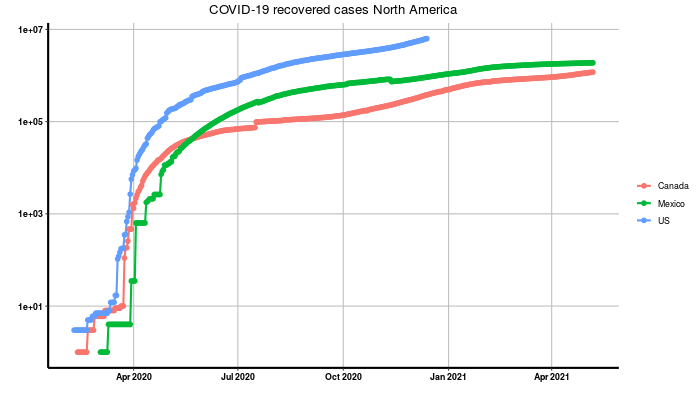 COVID-19 recovered cases North America
1e+07
1e+05
1e+03
1e+01
Apr 2020
Jul 2020
Oct 2020
Jan 2021
Apr 2021
Canada
Mexico
US